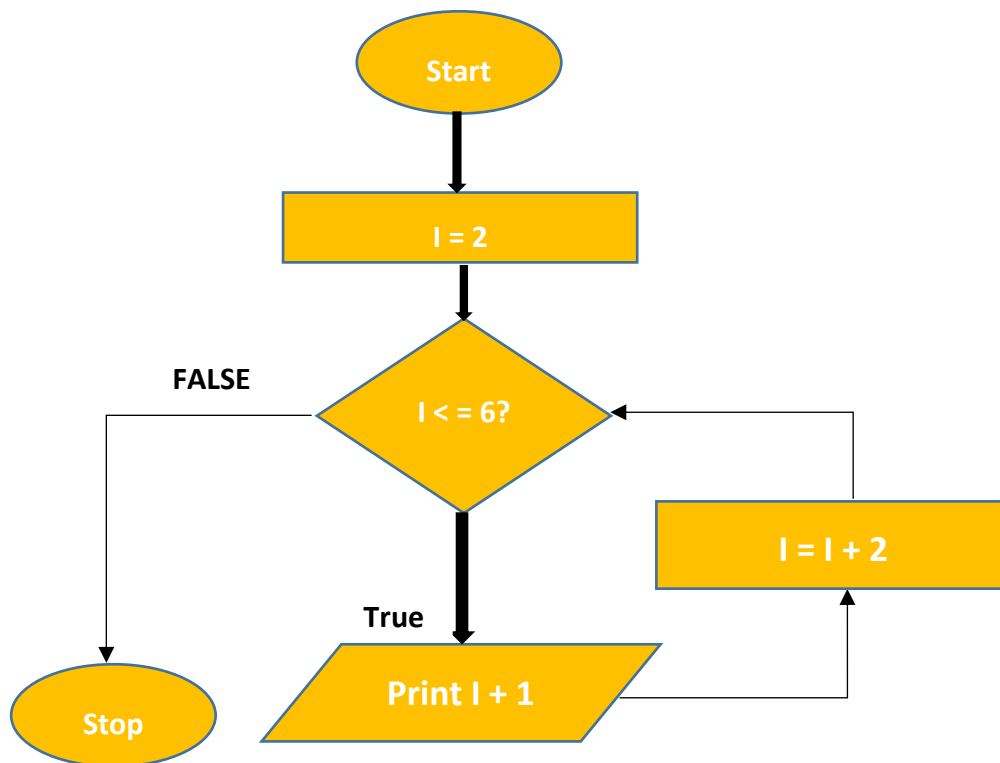 Start
I = 2
FALSE
I < = 6?
I = I + 2
True
Print I + 1
Stop